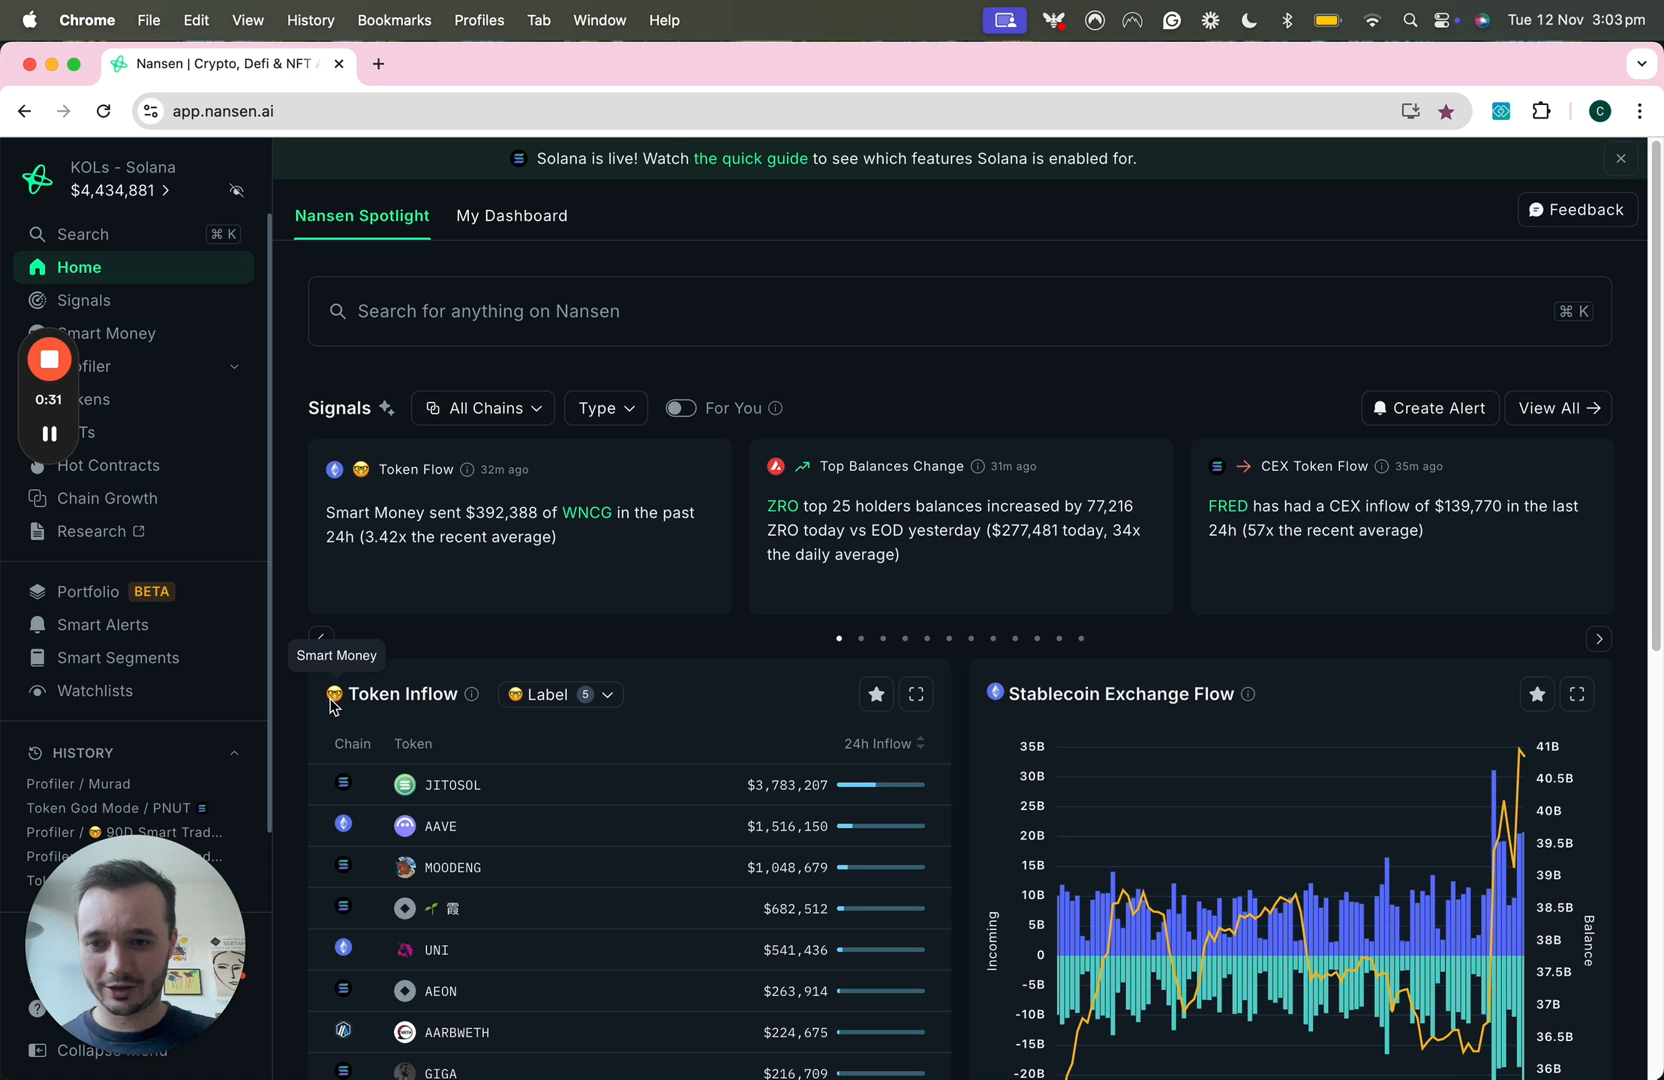 Chrome File Edit View History Bookmarks Profiles Tab Window Help Tue 12 Nov 3:03 pm
Nansen | Crypto, Defi & NFT
app.nansen.ai C
KOLs - Solana
$4,434,881
Search ⌘ K
Home
Signals
Smart Money
ofiler
kens
Ts
Hot Contracts
Chain Growth
Research
Portfolio BETA
Smart Alerts
Smart Segments
Watchlists
HISTORY
Profiler / Murad
Token God Mode / PNUT
Profiler / 🤓 90D Smart Trad...
0:31
Solana is live! Watch the quick guide to see which features Solana is enabled for.
Nansen Spotlight My Dashboard Feedback
Search for anything on Nansen ⌘ K
Signals All Chains Type For You Create Alert View All →
Token Flow 32m ago
Smart Money sent $392,388 of WNCG in the past
24h (3.42x the recent average)
Top Balances Change 31m ago
ZRO top 25 holders balances increased by 77,216
ZRO today vs EOD yesterday ($277,481 today, 34x
the daily average)
CEX Token Flow 35m ago
FRED has had a CEX inflow of $139,770 in the last
24h (57x the recent average)
Smart Money
Token Inflow Label 5
Chain Token 24h Inflow
JITOSOL $3,783,207
AAVE $1,516,150
MOODENG $1,048,679
🌱 霞 $682,512
UNI $541,436
AEON $263,914
AARBWETH $224,675
GIGA $216,709
Stablecoin Exchange Flow
35B
30B
25B
20B
15B
10B
5B
0
-5B
-10B
-15B
-20B
Incoming
41B
40.5B
40B
39.5B
39B
38.5B
38B
37.5B
37B
36.5B
36B
Balance